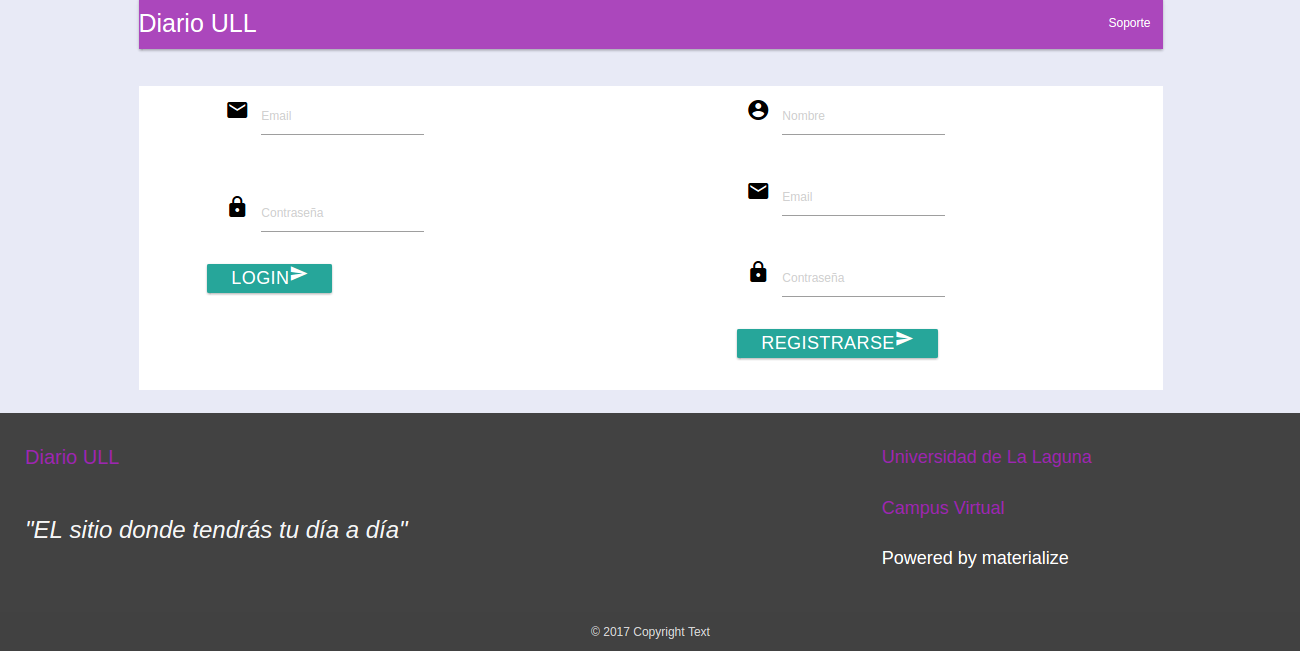 Diario ULL
Soporte
Email
Contraseña
LOGIN
Nombre
Email
Contraseña
REGISTRARSE
Diario ULL
"EL sitio donde tendrás tu día a día"
Universidad de La Laguna
Campus Virtual
Powered by materialize
© 2017 Copyright Text